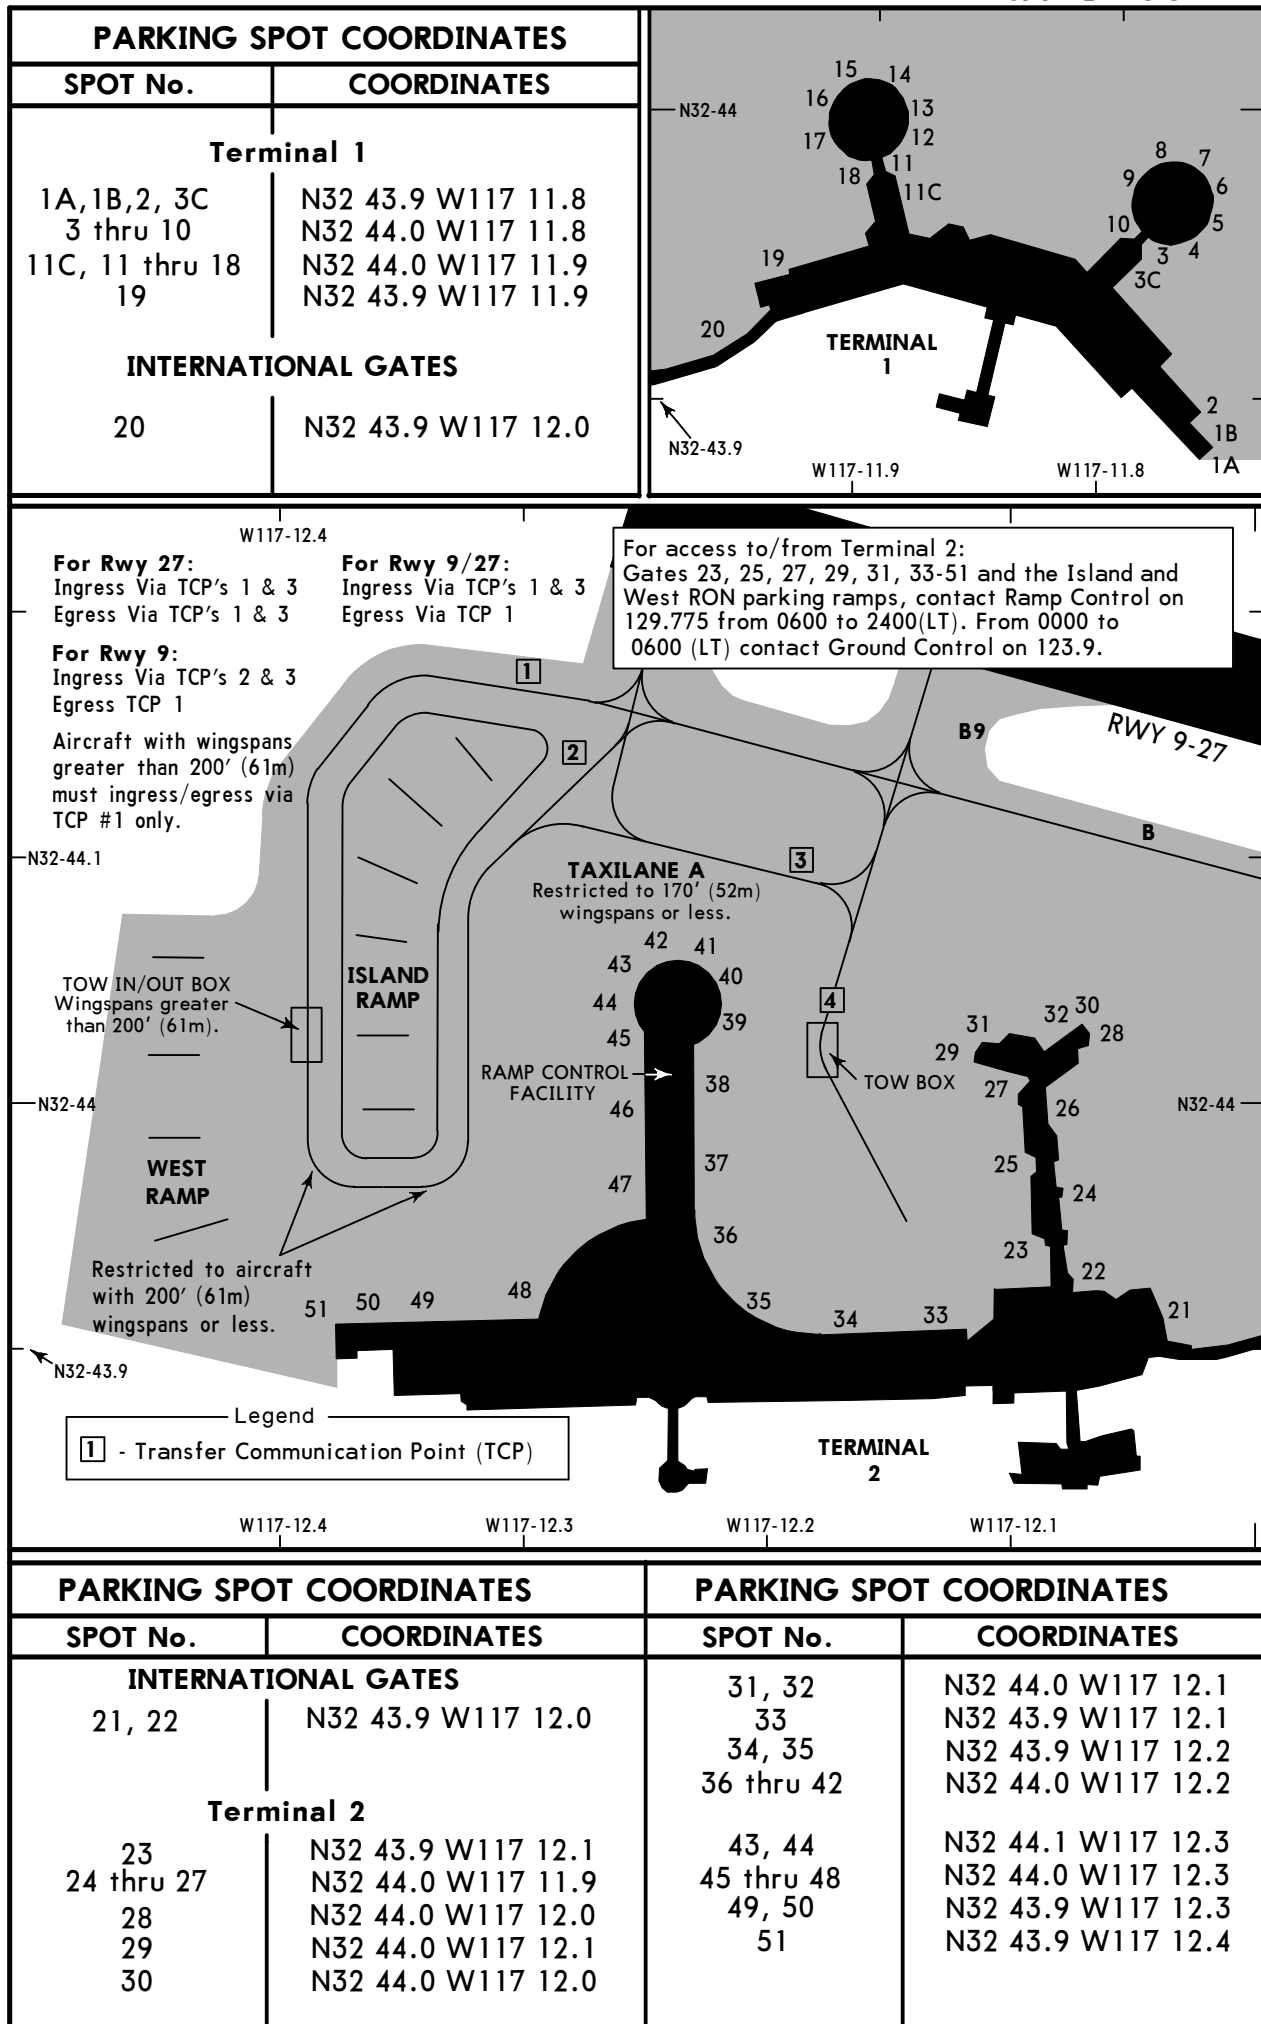 PARKING SPOT COORDINATES
SPOT No. COORDINATES
Terminal 1
1A,1B,2, 3C N32 43.9 W117 11.8
3 thru 10 N32 44.0 W117 11.8
11C, 11 thru 18 N32 44.0 W117 11.9
19 N32 43.9 W117 11.9
INTERNATIONAL GATES
20 N32 43.9 W117 12.0
15
14
16
13
N32-44
17
12
11
18
11C
8
7
9
6
10
5
3
4
3C
19
20
TERMINAL
1
2
1B
1A
N32-43.9
W117-11.9
W117-11.8
W117-12.4
For Rwy 27:
Ingress Via TCP's 1 & 3
Egress Via TCP's 1 & 3
For Rwy 9/27:
Ingress Via TCP's 1 & 3
Egress Via TCP 1
For Rwy 9:
Ingress Via TCP's 2 & 3
Egress TCP 1
Aircraft with wingspans
greater than 200' (61m)
must ingress/egress via
TCP #1 only.
For access to/from Terminal 2:
Gates 23, 25, 27, 29, 31, 33-51 and the Island and
West RON parking ramps, contact Ramp Control on
129.775 from 0600 to 2400(LT). From 0000 to
0600 (LT) contact Ground Control on 123.9.
1
2
B9
RWY 9-27
B
N32-44.1
3
TAXILANE A
Restricted to 170' (52m)
wingspans or less.
42
41
43
40
44
39
45
TOW IN/OUT BOX
Wingspans greater
than 200' (61m).
ISLAND
RAMP
4
TOW BOX
RAMP CONTROL
FACILITY
38
46
37
47
36
31
32
30
28
29
27
26
25
24
23
22
21
N32-44
N32-44
WEST
RAMP
Restricted to aircraft
with 200' (61m)
wingspans or less.
51
50
49
48
35
34
33
N32-43.9
Legend
1 - Transfer Communication Point (TCP)
TERMINAL
2
W117-12.4
W117-12.3
W117-12.2
W117-12.1
PARKING SPOT COORDINATES
SPOT No. COORDINATES
INTERNATIONAL GATES
21, 22 N32 43.9 W117 12.0
Terminal 2
23 N32 43.9 W117 12.1
24 thru 27 N32 44.0 W117 11.9
28 N32 44.0 W117 12.0
29 N32 44.0 W117 12.1
30 N32 44.0 W117 12.0
PARKING SPOT COORDINATES
SPOT No. COORDINATES
31, 32 N32 44.0 W117 12.1
33 N32 43.9 W117 12.1
34, 35 N32 43.9 W117 12.2
36 thru 42 N32 44.0 W117 12.2
43, 44 N32 44.1 W117 12.3
45 thru 48 N32 44.0 W117 12.3
49, 50 N32 43.9 W117 12.3
51 N32 43.9 W117 12.4